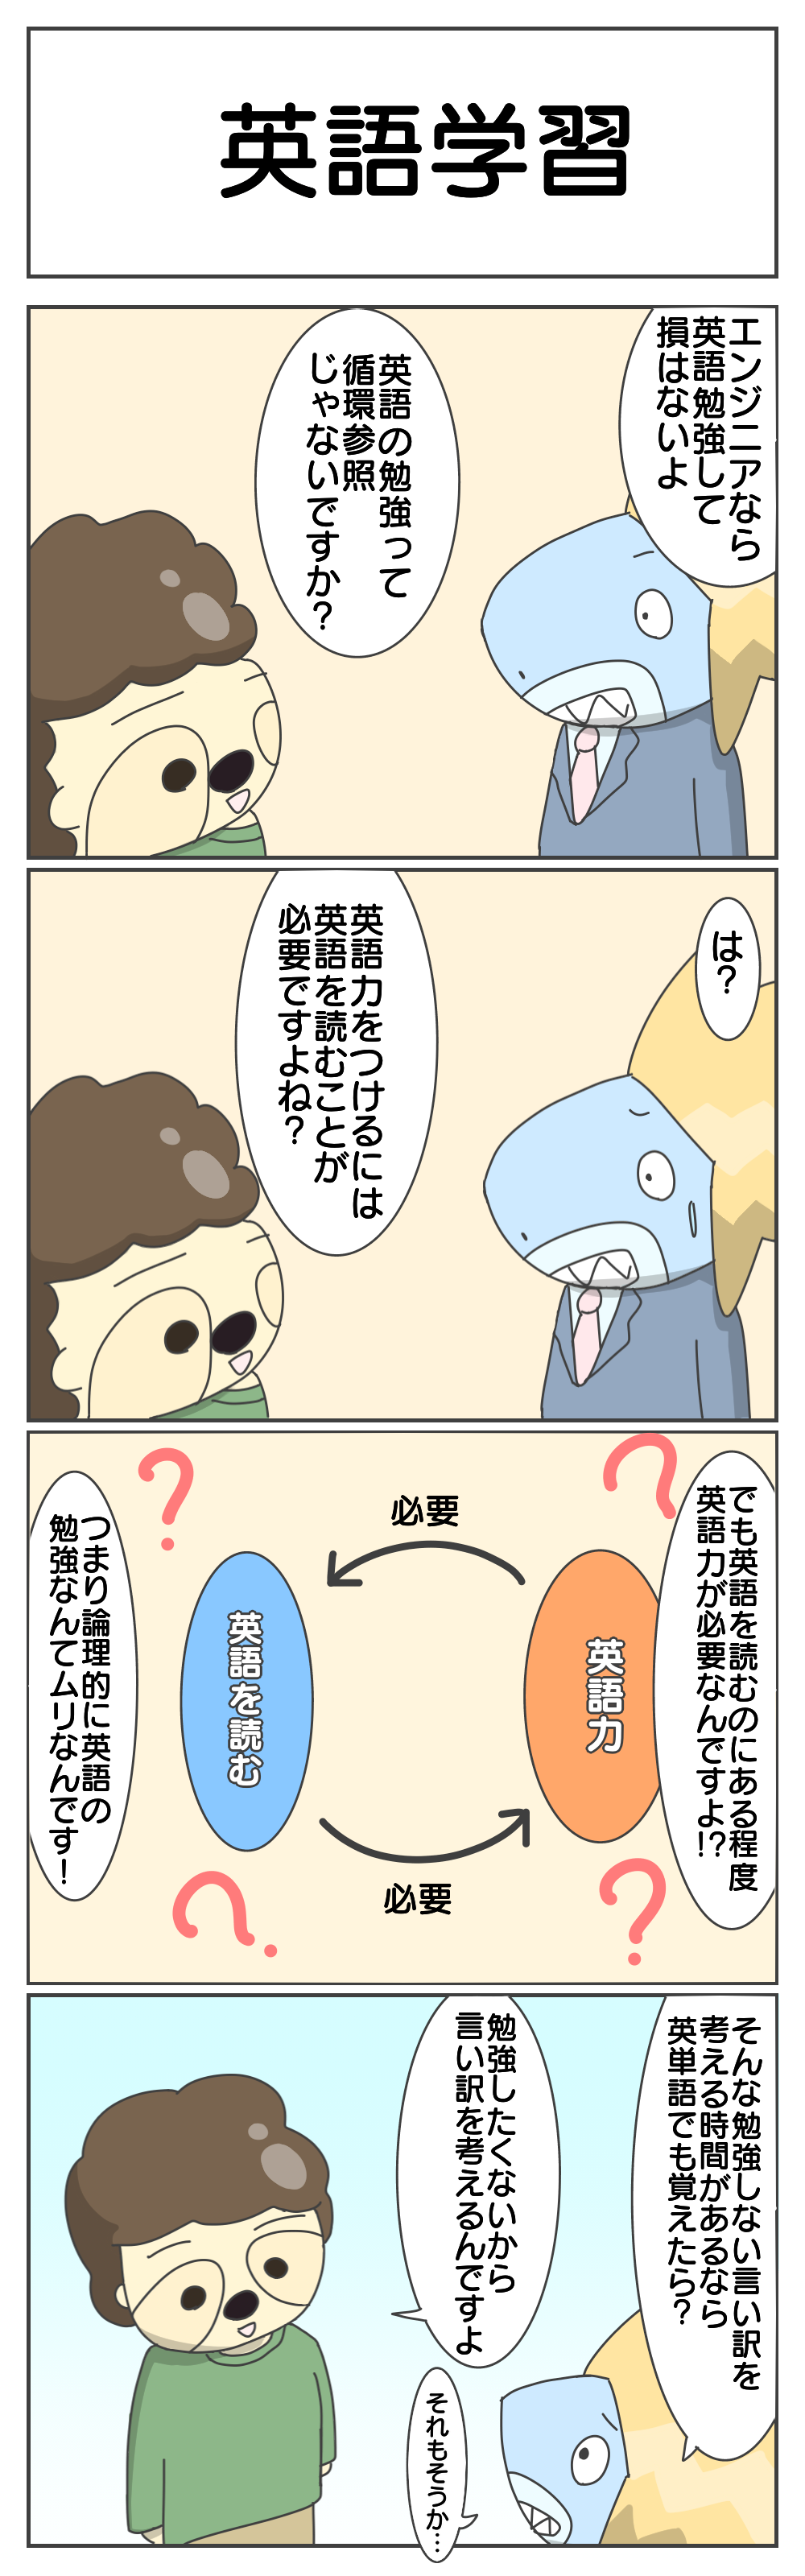 英語学習
エンジニアなら
英語勉強して
損はないよ
英語の勉強って
循環参照
じゃないですか？
は？
英語力をつけるには
英語を読むことが
必要ですよね？
でも英語を読むのにある程度
英語力が必要なんですよ!?
必要
英語力
英語を読む
必要
つまり論理的に英語の
勉強なんてムリなんです！
そんな勉強しない言い訳を
考える時間があるなら
英単語でも覚えたら？
勉強したくないから
言い訳を考えるんですよ
それもそうか…